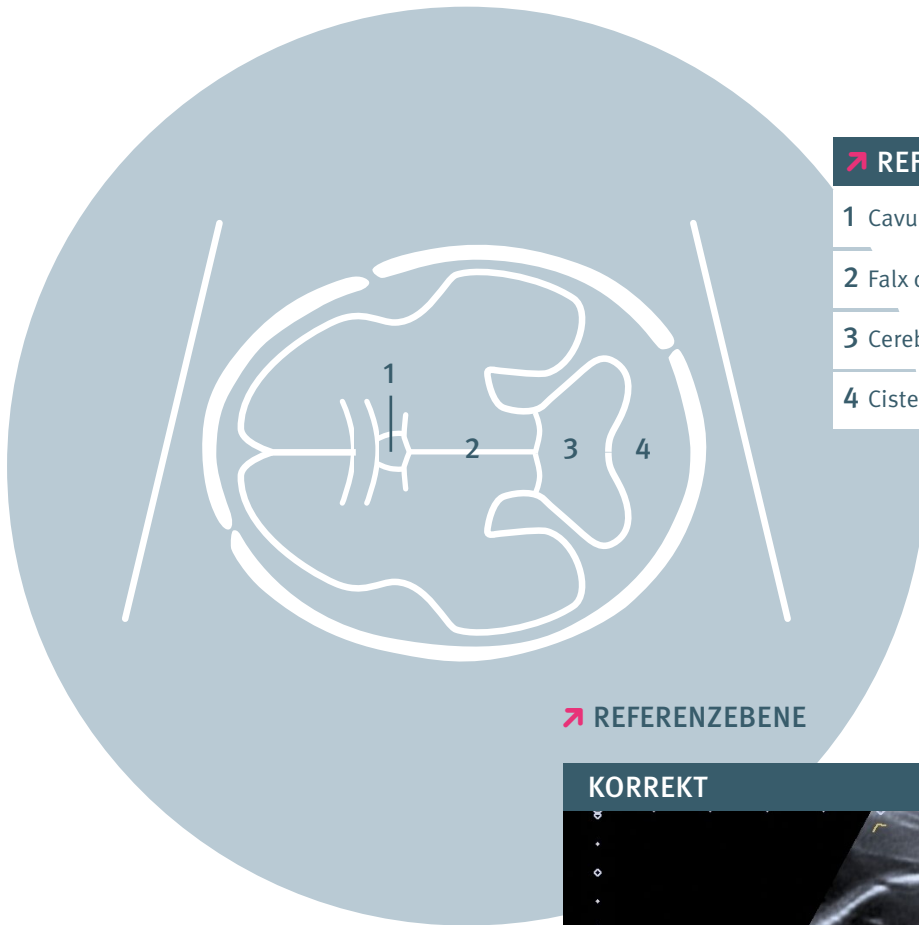 REF
1 Cavu
2 Falx c
3 Cereb
4 Ciste
1
2
3
4
REFERENZEBENE
KORREKT